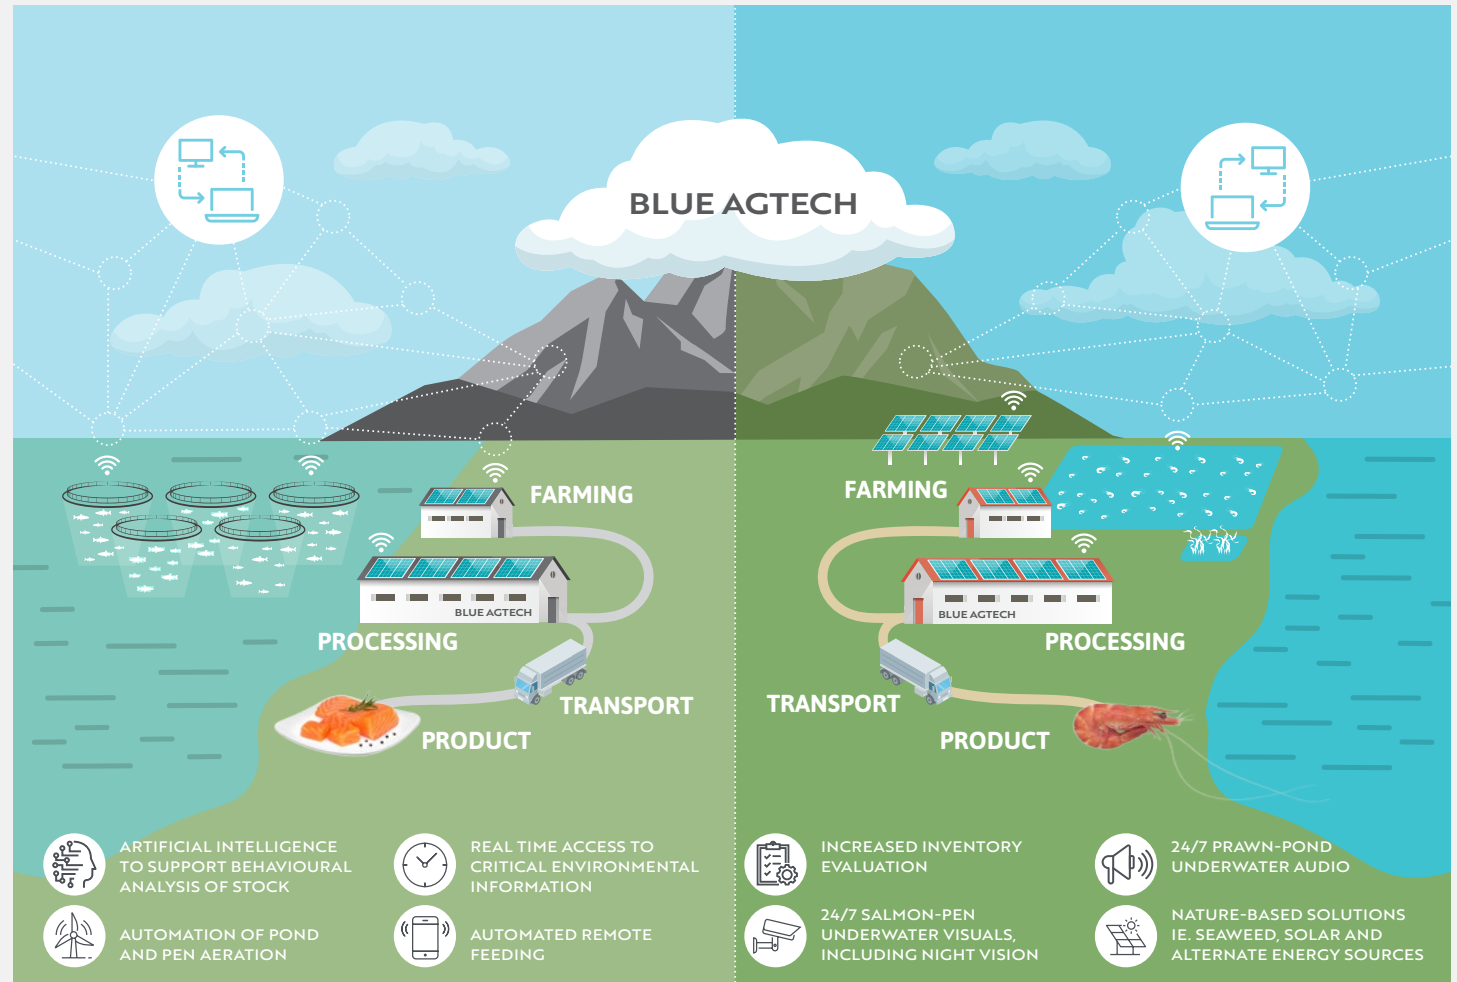 BLUE AGTECH
FARMING
BLUE AGTECH
PROCESSING
TRANSPORT
PRODUCT
FARMING
BLUE AGTECH
PROCESSING
TRANSPORT
PRODUCT
ARTIFICIAL INTELLIGENCE
TO SUPPORT BEHAVIOURAL
ANALYSIS OF STOCK
REAL TIME ACCESS TO
CRITICAL ENVIRONMENTAL
INFORMATION
INCREASED INVENTORY
EVALUATION
24/7 PRAWN-POND
UNDERWATER AUDIO
AUTOMATION OF POND
AND PEN AERATION
AUTOMATED REMOTE
FEEDING
24/7 SALMON-PEN
UNDERWATER VISUALS,
INCLUDING NIGHT VISION
NATURE-BASED SOLUTIONS
IE. SEAWEED, SOLAR AND
ALTERNATE ENERGY SOURCES